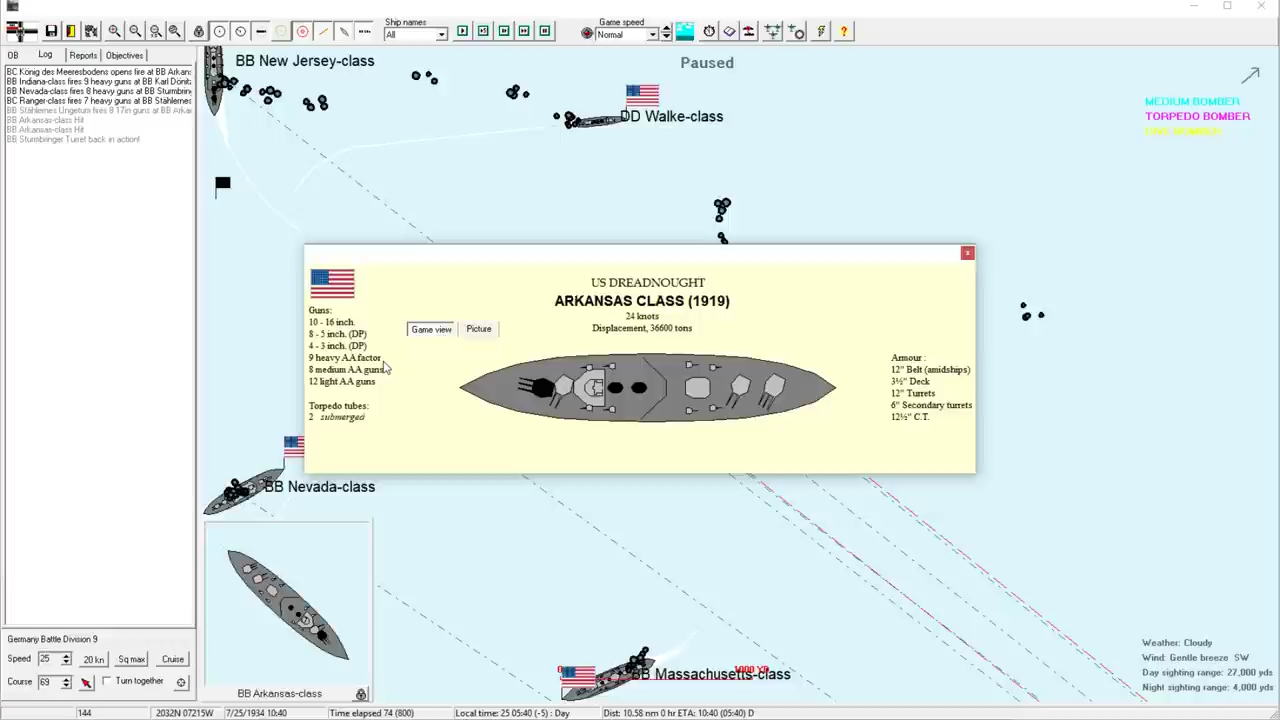 Ship names
All
Game speed
Normal
OB
Log
Reports
Objectives
BC König des Meeresbodens opens fire at BB Arkans
BB Indiana-class fires 9 heavy guns at BB Karl Dönitz
BB Nevada-class fires 8 heavy guns at BB Sturmbring
BC Ranger-class fires 7 heavy guns at BB Stählernes
BB Stählernes Ungetüm fires 8 17in guns at BB Arkan
BB Arkansas-class Hit
BB Arkansas-class Hit
BB Sturmbringer Turret back in action!
BB New Jersey-class
Paused
DD Walke-class
MEDIUM BOMBER
TORPEDO BOMBER
US DREADNOUGHT
ARKANSAS CLASS (1919)
24 knots
Displacement, 36600 tons
Guns:
10 - 16 inch.
8 - 5 inch. (DP)
4 - 3 inch. (DP)
9 heavy AA factor
8 medium AA guns
12 light AA guns
Torpedo tubes:
2 submerged
Game view
Picture
Armour :
12" Belt (amidships)
3½" Deck
12" Turrets
6" Secondary turrets
12½" C.T.
BB Nevada-class
BB Massachusetts-class
BB Arkansas-class
Germany Battle Division 9
Speed
25
20 kn
Sq max
Cruise
Course
69
Turn together
Weather: Cloudy
Wind: Gentle breeze SW
Day sighting range: 27,000 yds
Night sighting range: 4,000 yds
144
2032N 07215W
7/25/1934 10:40
Time elapsed 74 (800)
Local time: 25 05:40 (-5) : Day
Dist: 10.58 nm 0 hr ETA: 10:40 (05:40) D